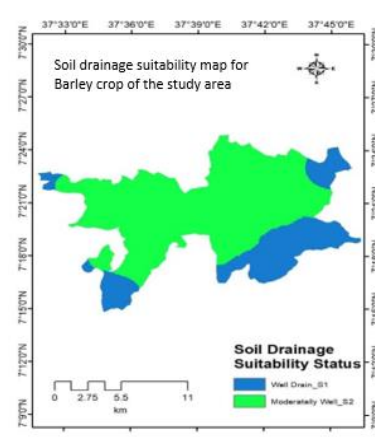 37°33'0"E 37°36'0"E 37°39'0"E 37°42'0"E 37°45'0"E
7°30'0"N
7°27'0"N
7°24'0"N
7°21'0"N
7°18'0"N
7°15'0"N
7°12'0"N
7°9'0"N
Soil drainage suitability map for
Barley crop of the study area
Soil Drainage
Suitability Status
Well Drain_S1
Moderatelly Well_S2
0 2.75 5.5 11
km